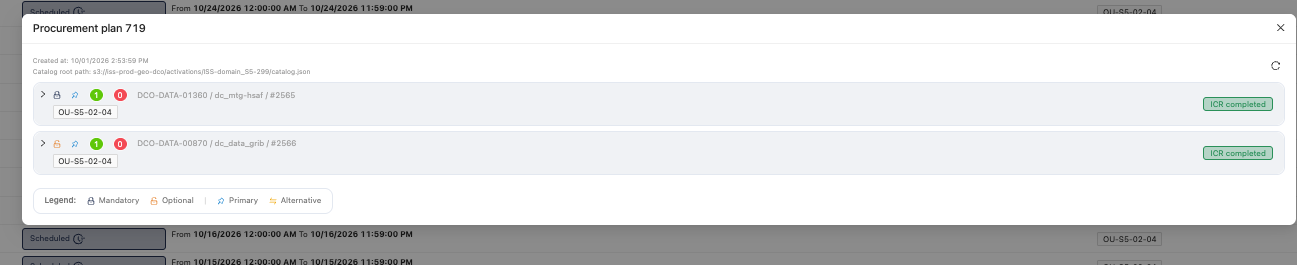 Scheduled
From 10/24/2026 12:00:00 AM To 10/24/2026 11:59:00 PM
OU-S5-02-04
Procurement plan 719
Created at: 10/01/2026 2:53:59 PM
Catalog root path: s3://iss-prod-geo-dco/activations/ISS-domain_S5-299/catalog.json
1 0 DCO-DATA-01360 / dc_mtg-hsaf / #2565
OU-S5-02-04
ICR completed
1 0 DCO-DATA-00870 / dc_data_grib / #2566
OU-S5-02-04
ICR completed
Legend: Mandatory Optional | Primary Alternative
Scheduled
From 10/16/2026 12:00:00 AM To 10/16/2026 11:59:00 PM
OU-S5-02-04
Scheduled
From 10/15/2026 12:00:00 AM To 10/15/2026 11:59:00 PM
OU-S5-02-04